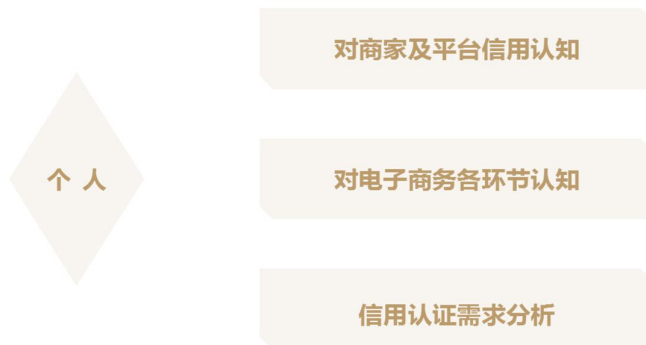 对商家及平台信用认知
个人
对电子商务各环节认知
信用认证需求分析